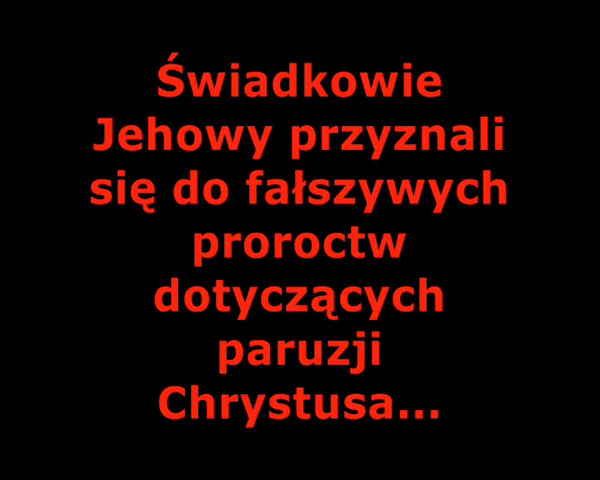 Świadkowie
Jehowy przyznali
się do fałszywych
proroctw
dotyczących
paruzji
Chrystusa...